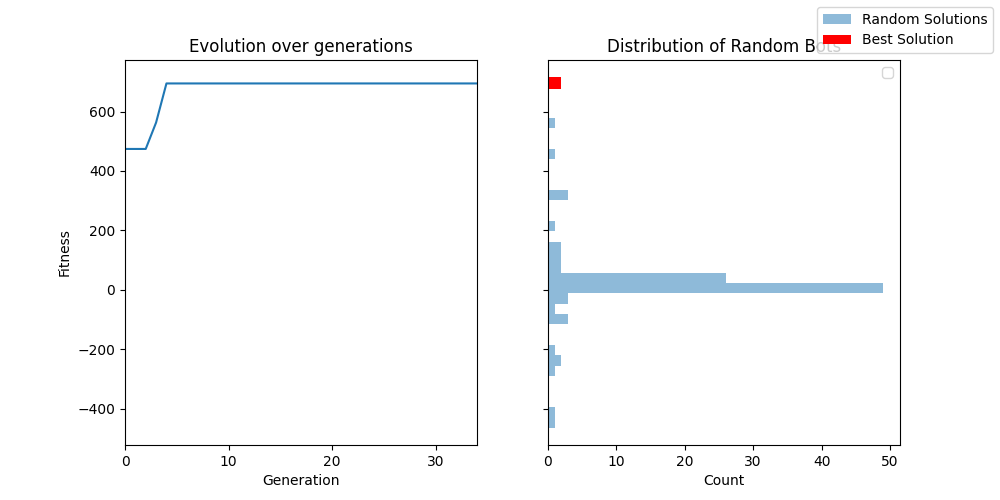 Random Solutions
Best Solution
Evolution over generations
Distribution of Random Bots
Fitness
600
400
200
0
−200
−400
0 10 20 30
Generation
0 10 20 30 40 50
Count